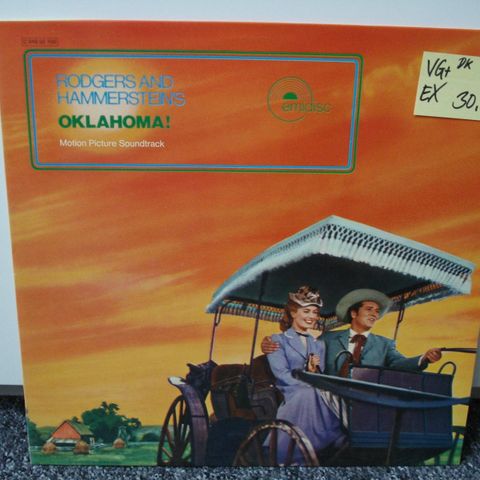 RODGERS AND
HAMMERSTEIN'S
OKLAHOMA!
Motion Picture Soundtrack
emidisc
VG+ DK
EX 30,